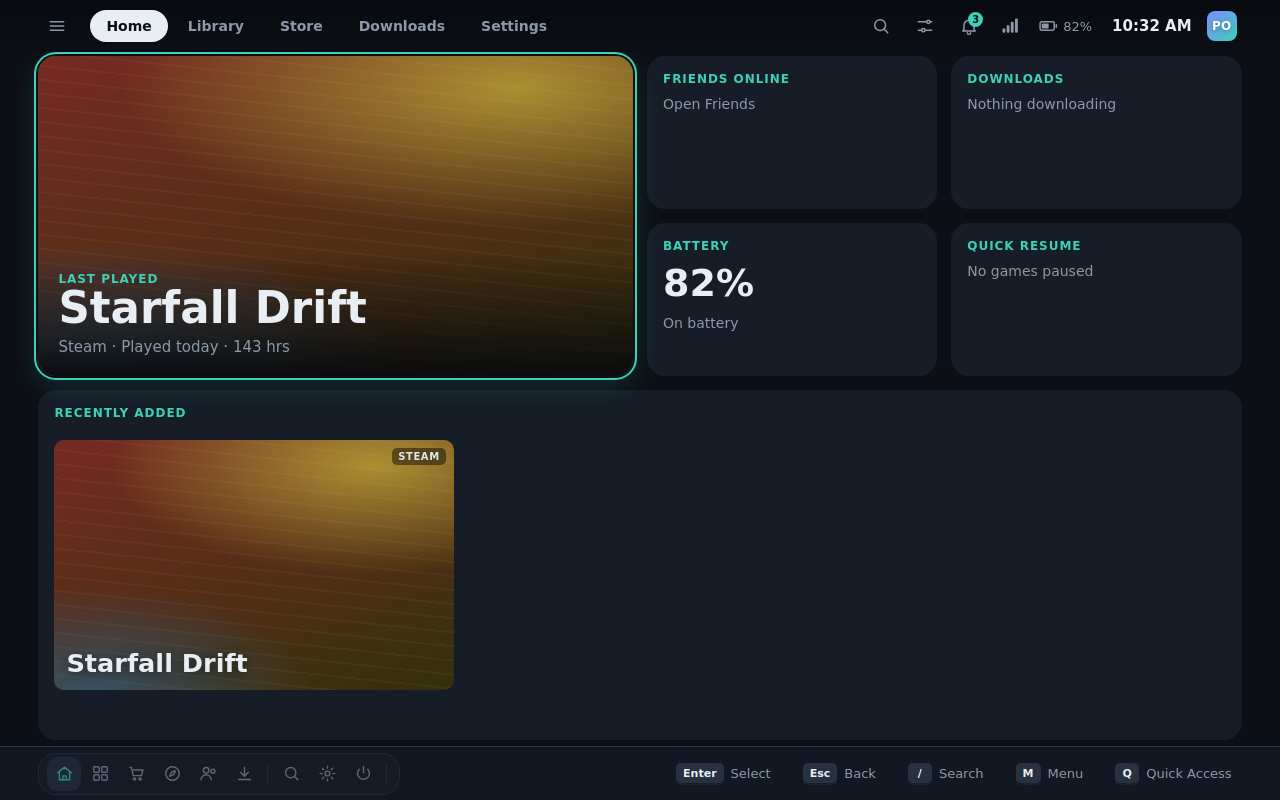 Home Library Store Downloads Settings
3
82%
10:32 AM
PO
LAST PLAYED
Starfall Drift
Steam · Played today · 143 hrs
FRIENDS ONLINE
Open Friends
DOWNLOADS
Nothing downloading
BATTERY
82%
On battery
QUICK RESUME
No games paused
RECENTLY ADDED
STEAM
Starfall Drift
Enter Select Esc Back / Search M Menu Q Quick Access